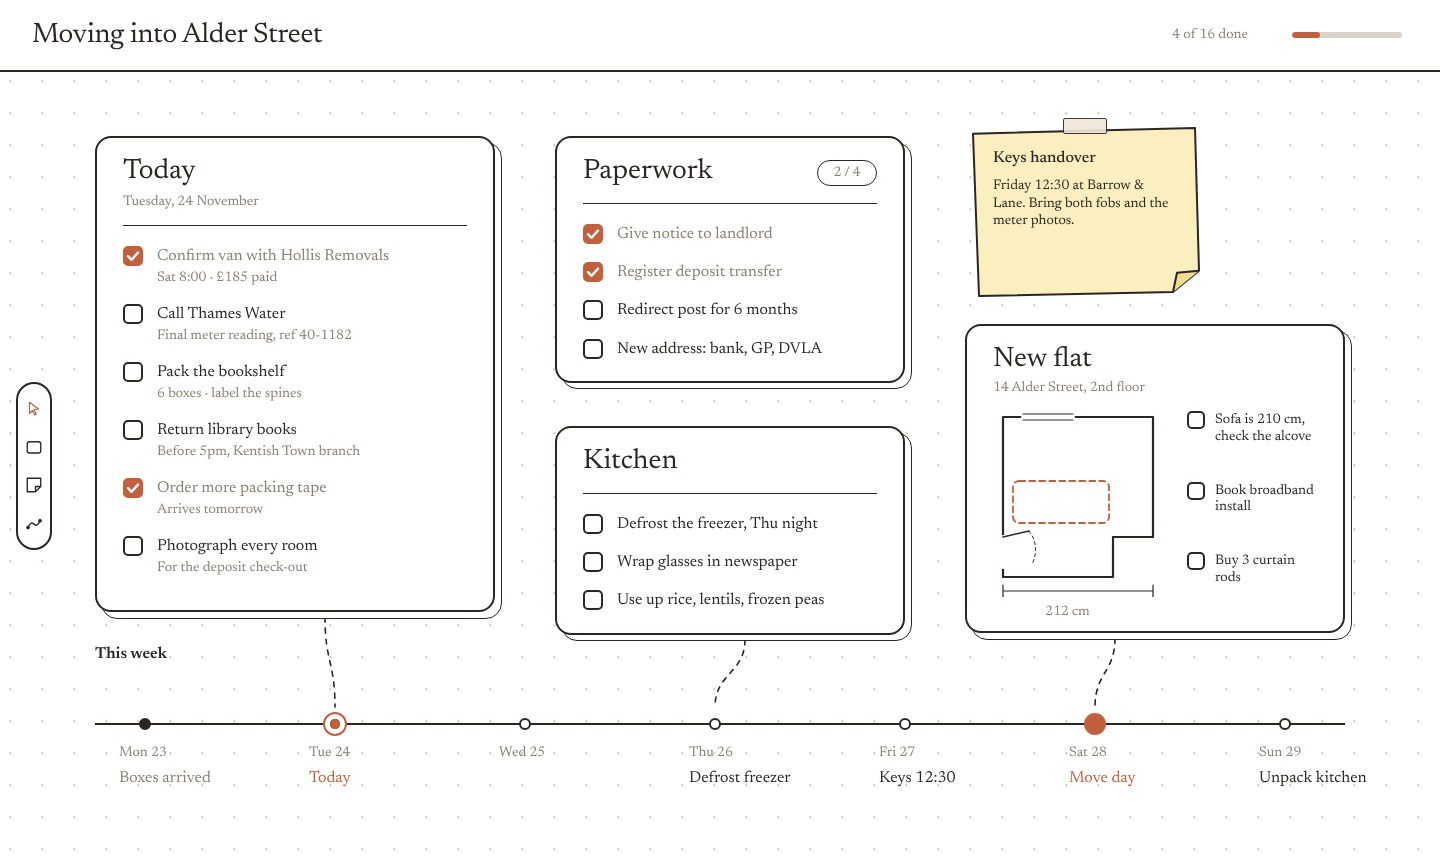 Moving into Alder Street
4 of 16 done
Today
Tuesday, 24 November
Confirm van with Hollis Removals
Sat 8:00 · £185 paid
Call Thames Water
Final meter reading, ref 40-1182
Pack the bookshelf
6 boxes · label the spines
Return library books
Before 5pm, Kentish Town branch
Order more packing tape
Arrives tomorrow
Photograph every room
For the deposit check-out
Paperwork
2 / 4
Give notice to landlord
Register deposit transfer
Redirect post for 6 months
New address: bank, GP, DVLA
Kitchen
Defrost the freezer, Thu night
Wrap glasses in newspaper
Use up rice, lentils, frozen peas
Keys handover
Friday 12:30 at Barrow &
Lane. Bring both fobs and the
meter photos.
New flat
14 Alder Street, 2nd floor
Sofa is 210 cm,
check the alcove
Book broadband
install
Buy 3 curtain
rods
212 cm
This week
Mon 23
Boxes arrived
Tue 24
Today
Wed 25
Thu 26
Defrost freezer
Fri 27
Keys 12:30
Sat 28
Move day
Sun 29
Unpack kitchen